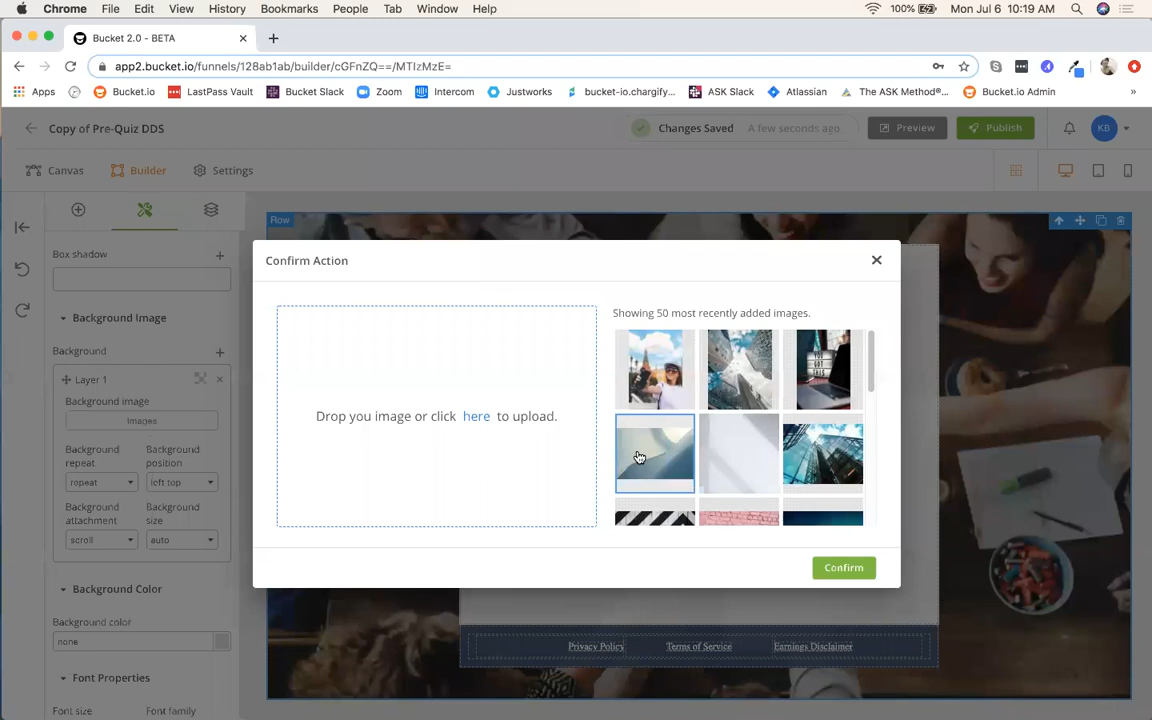 Chrome File Edit View History Bookmarks People Tab Window Help 100% Mon Jul 6 10:19 AM
Bucket 2.0 - BETA
app2.bucket.io/funnels/128ab1ab/builder/cGFnZQ==/MTIzMzE=
Apps Bucket.io LastPass Vault Bucket Slack Zoom Intercom Justworks bucket-io.chargify... ASK Slack Atlassian The ASK Method®... Bucket.io Admin »
Copy of Pre-Quiz DDS Changes Saved A few seconds ago Preview Publish KB
Canvas Builder Settings
Row
Box shadow
Background Image
Background
Layer 1
Background image
Images
Background repeat Background position
repeat left top
Background attachment Background size
scroll auto
Background Color
Background color
none
Font Properties
Font size Font family
Confirm Action
Drop you image or click here to upload.
Showing 50 most recently added images.
YOU GOT THIS
Confirm
Privacy Policy Terms of Service Earnings Disclaimer